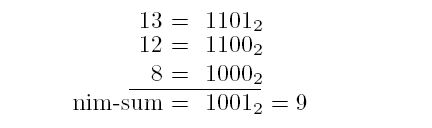 13 = 1101₂
12 = 1100₂
8 = 1000₂
nim-sum = 1001₂ = 9